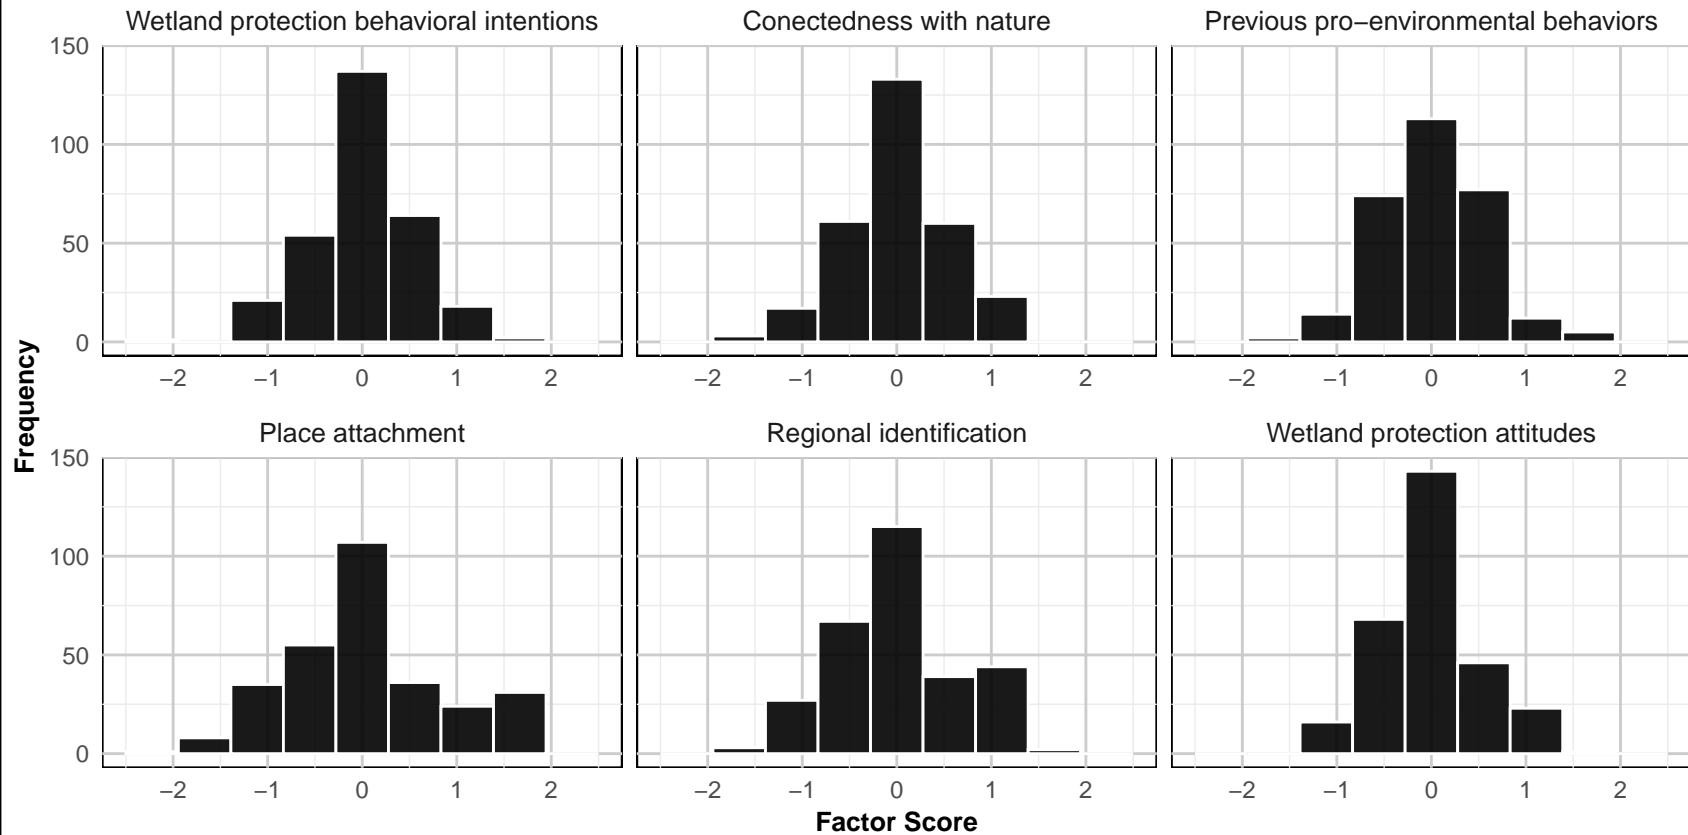 Wetland protection behavioral intentions
Conectedness with nature
Previous pro−environmental behaviors
150
100
50
0
−2 −1 0 1 2
−2 −1 0 1 2
−2 −1 0 1 2
Frequency
Place attachment
Regional identification
Wetland protection attitudes
150
100
50
0
−2 −1 0 1 2
−2 −1 0 1 2
−2 −1 0 1 2
Factor Score